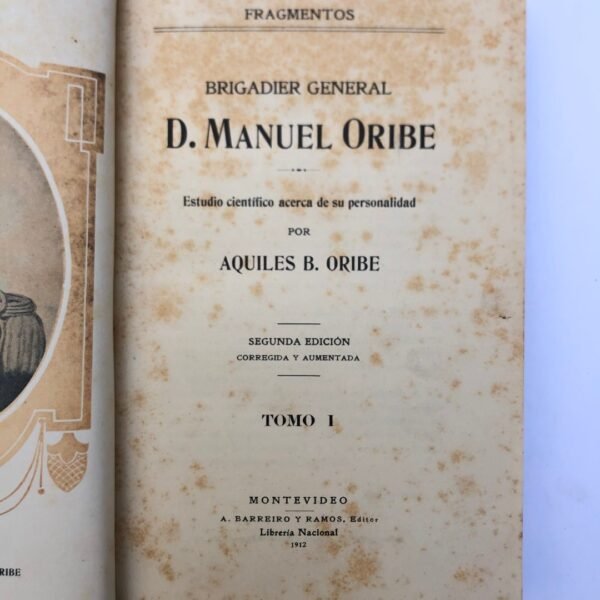 FRAGMENTOS
BRIGADIER GENERAL
D. MANUEL ORIBE
Estudio científico acerca de su personalidad
POR
AQUILES B. ORIBE
SEGUNDA EDICIÓN
CORREGIDA Y AUMENTADA
TOMO I
MONTEVIDEO
A. BARREIRO Y RAMOS, Editor
Librería Nacional
1912
RIBE